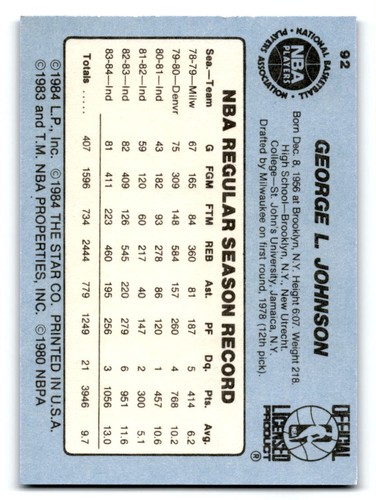 92
NATIONAL BASKETBALL
NBA
PLAYERS
PLAYERS ASSOCIATION
GEORGE L. JOHNSON
Born Dec. 8, 1956 at Brooklyn, N.Y. Height 6:07. Weight 218.
High School—Brooklyn, N.Y., New Utrecht.
College—St. John's University, Jamaica, N.Y.
Drafted by Milwaukee on first round, 1978 (12th pick).
OFFICIAL
LICENSED
PRODUCT
®
NBA REGULAR SEASON RECORD
Sea.—Team G FGM FTM REB Ast. PF Dq. Pts. Avg.
78-79—Milw 67 165 84 360 81 187 5 414 6.2
79-80—Denvr 75 309 148 584 157 260 4 768 10.2
80-81—Ind 43 182 93 278 86 120 1 457 10.6
81-82—Ind 59 120 60 217 40 147 2 300 5.1
82-83—Ind 82 409 126 545 220 279 6 951 11.6
83-84—Ind 81 411 223 460 195 256 3 1056 13.0
Totals 407 1596 734 2444 779 1249 21 3946 9.7
©1984 L.P., Inc. ©1984 THE STAR CO. PRINTED IN U.S.A.
©1983 and T.M. NBA PROPERTIES, INC. ©1980 NBPA